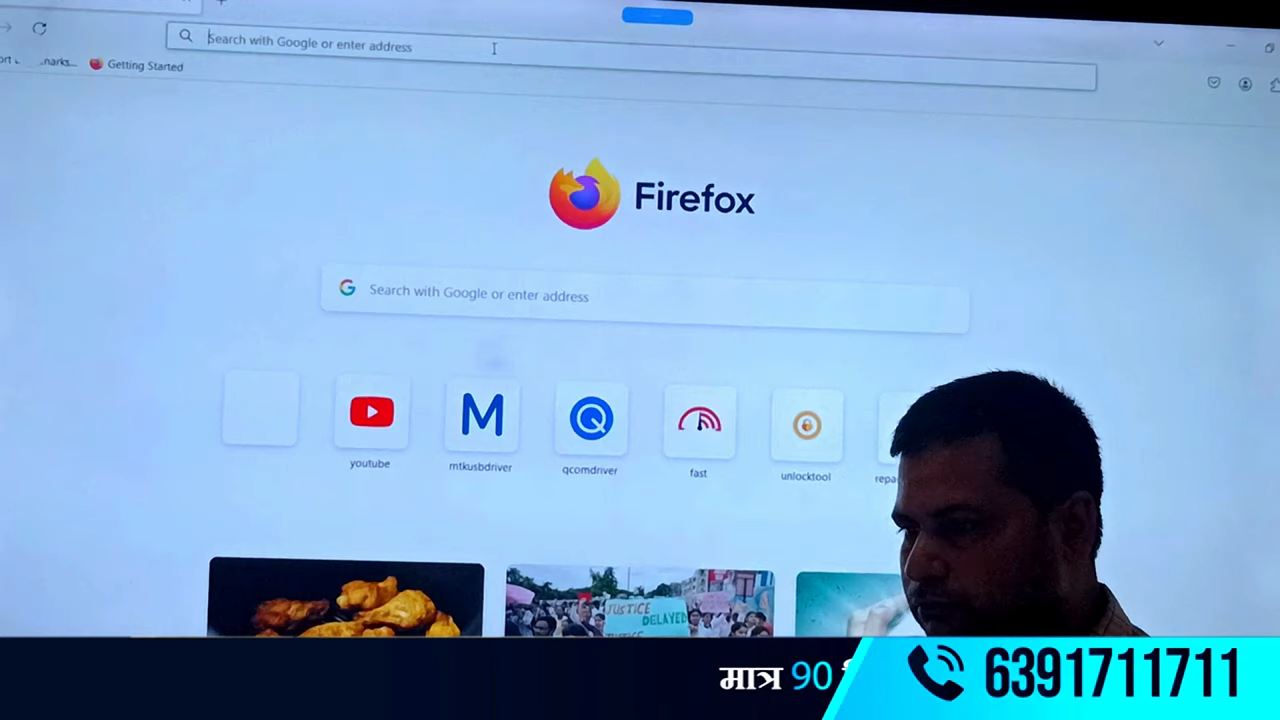 Search with Google or enter address
Getting Started
Firefox
Search with Google or enter address
youtube
mtkusbdriver
qcomdriver
fast
unlocktool
JUSTICE
DELAYED
मात्र 90
6391711711